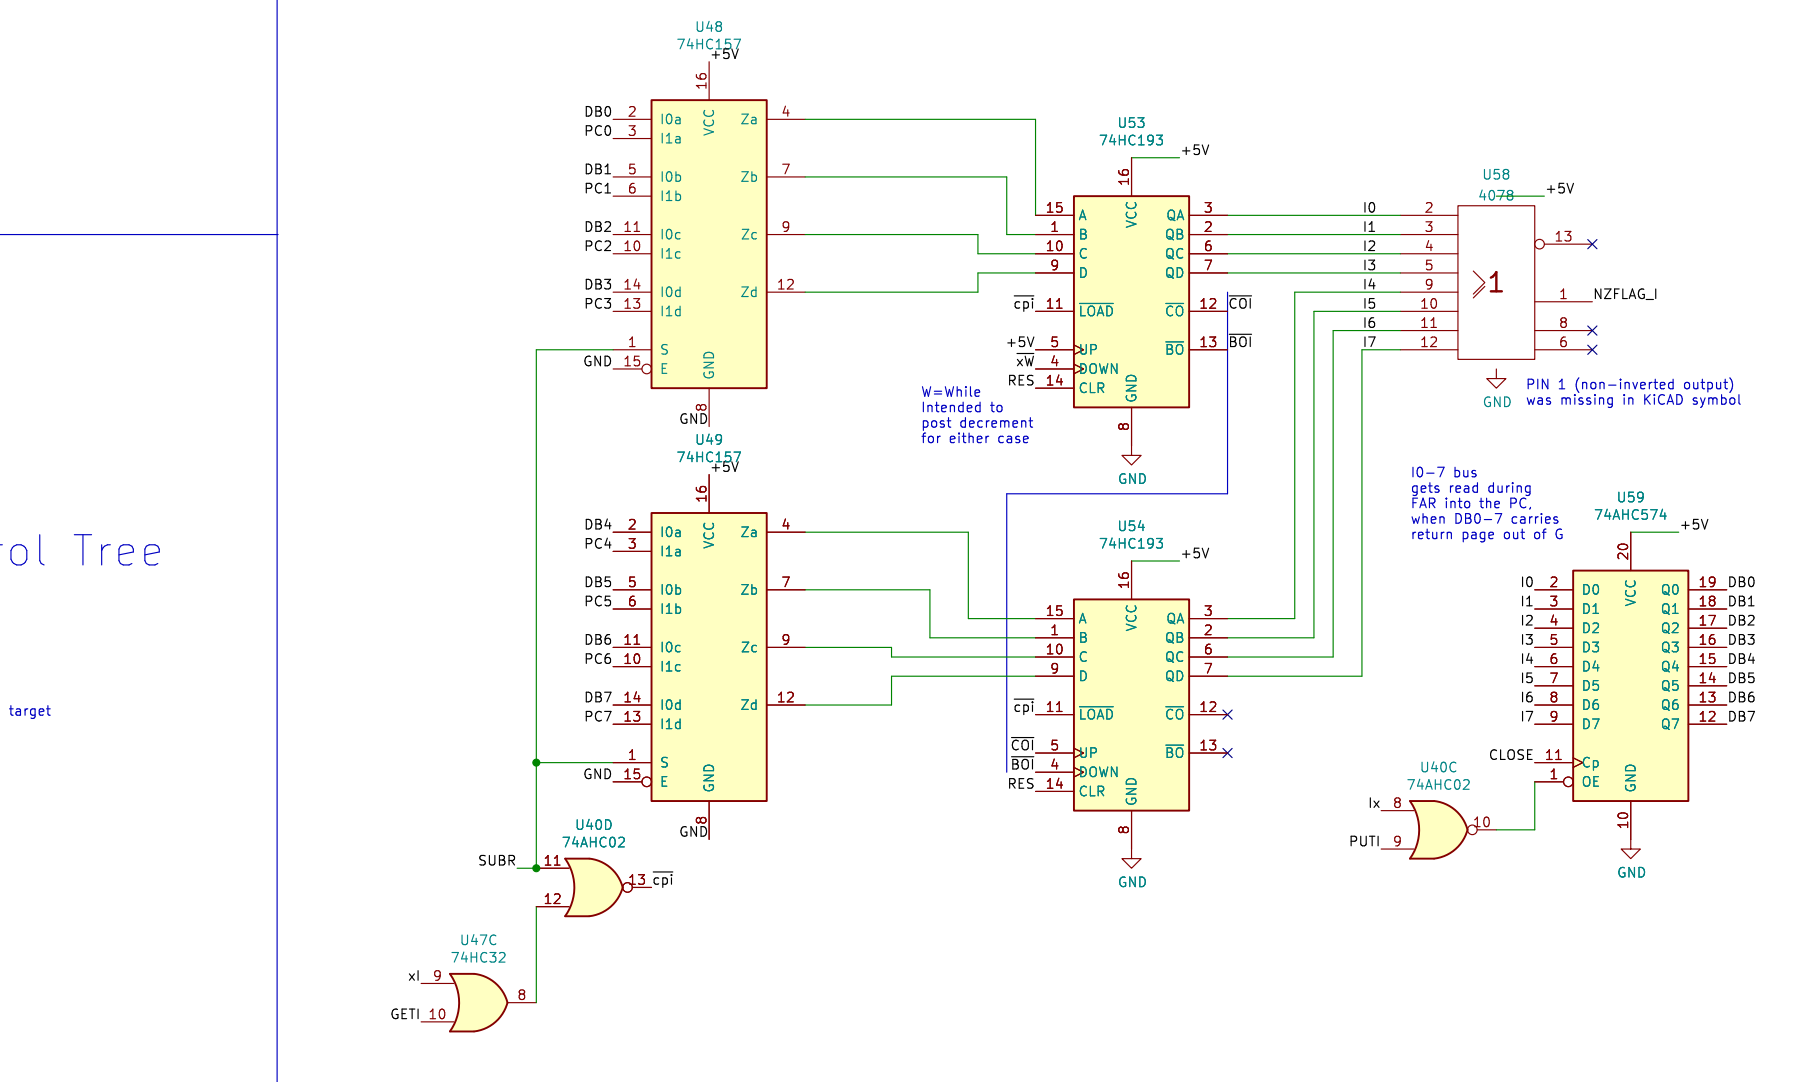 rol Tree
target
U48
74HC157
+5V
16
VCC
DB0 2 I0a Za 4
PC0 3 I1a
DB1 5 I0b Zb 7
PC1 6 I1b
DB2 11 I0c Zc 9
PC2 10 I1c
DB3 14 I0d Zd 12
PC3 13 I1d
1 S
GND 15 E
GND
8
GND
U49
74HC157
+5V
16
VCC
DB4 2 I0a Za 4
PC4 3 I1a
DB5 5 I0b Zb 7
PC5 6 I1b
DB6 11 I0c Zc 9
PC6 10 I1c
DB7 14 I0d Zd 12
PC7 13 I1d
1 S
GND 15 E
GND
8
GND
U40D
74AHC02
SUBR 11
12
13 cpi
U47C
74HC32
xI 9
GETI 10
8
U53
74HC193
+5V
16
VCC
15 A QA 3
1 B QB 2
10 C QC 6
9 D QD 7
cpi 11 LOAD CO 12 COI
+5V 5 UP BO 13 BOI
xW 4 DOWN
RES 14 CLR
GND
8
GND
W=While
Intended to
post decrement
for either case
U54
74HC193
+5V
16
VCC
15 A QA 3
1 B QB 2
10 C QC 6
9 D QD 7
cpi 11 LOAD CO 12
COI 5 UP BO 13
BOI 4 DOWN
RES 14 CLR
GND
8
GND
U58
4078
+5V
I0 2
I1 3
I2 4
I3 5
I4 9
I5 10
I6 11
I7 12
≥1
13
1 NZFLAG_I
8
6
GND
PIN 1 (non-inverted output)
was missing in KiCAD symbol
I0-7 bus
gets read during
FAR into the PC,
when DB0-7 carries
return page out of G
U59
74AHC574
+5V
20
VCC
I0 2 D0 Q0 19 DB0
I1 3 D1 Q1 18 DB1
I2 4 D2 Q2 17 DB2
I3 5 D3 Q3 16 DB3
I4 6 D4 Q4 15 DB4
I5 7 D5 Q5 14 DB5
I6 8 D6 Q6 13 DB6
I7 9 D7 Q7 12 DB7
CLOSE 11 Cp
1 OE
GND
10
GND
U40C
74AHC02
Ix 8
PUTI 9
10